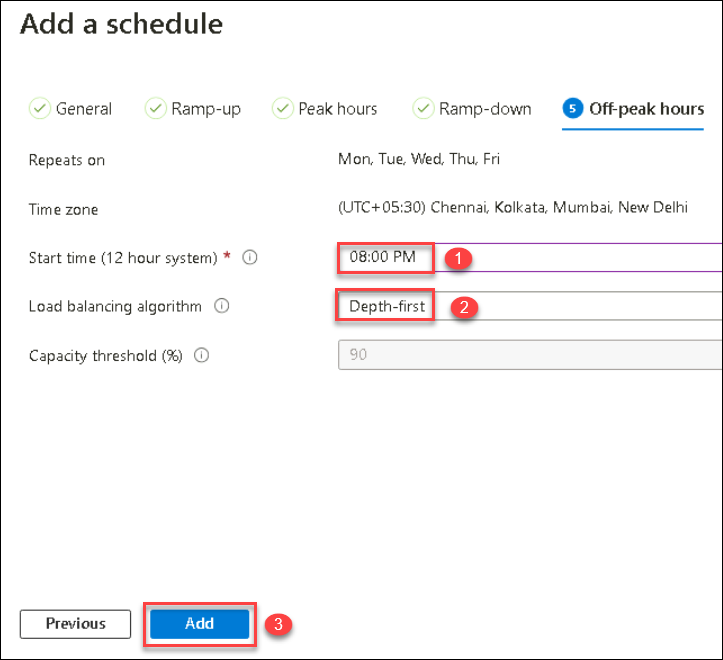 Add a schedule
General Ramp-up Peak hours Ramp-down 5 Off-peak hours
Repeats on Mon, Tue, Wed, Thu, Fri
Time zone (UTC+05:30) Chennai, Kolkata, Mumbai, New Delhi
Start time (12 hour system) * 08:00 PM 1
Load balancing algorithm Depth-first 2
Capacity threshold (%) 90
Previous Add 3